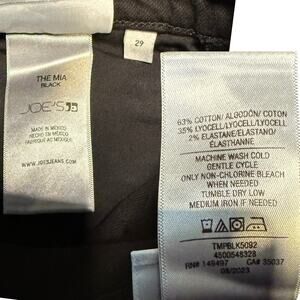 THE MIA
BLACK
JOE'S
MADE IN MEXICO
HECHO EN MEXICO
FABRIQUÉ AU MEXIQUE
WWW.JOESJEANS.COM
29
63% COTTON/ ALGODÓN/ COTON
35% LYOCELL/LYOCELL/LYOCELL
2% ELASTANE/ELASTANO/
ÉLASTHANNE
MACHINE WASH COLD
GENTLE CYCLE
ONLY NON-CHLORINE BLEACH
WHEN NEEDED
TUMBLE DRY LOW
MEDIUM IRON IF NEEDED
TMPBLK5092
4500548328
RN# 149497 CA# 35037
08/2023